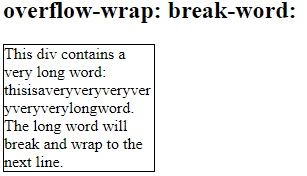 overflow-wrap: break-word:
This div contains a
very long word:
thisisaveryveryveryver
yveryverylongword.
The long word will
break and wrap to the
next line.